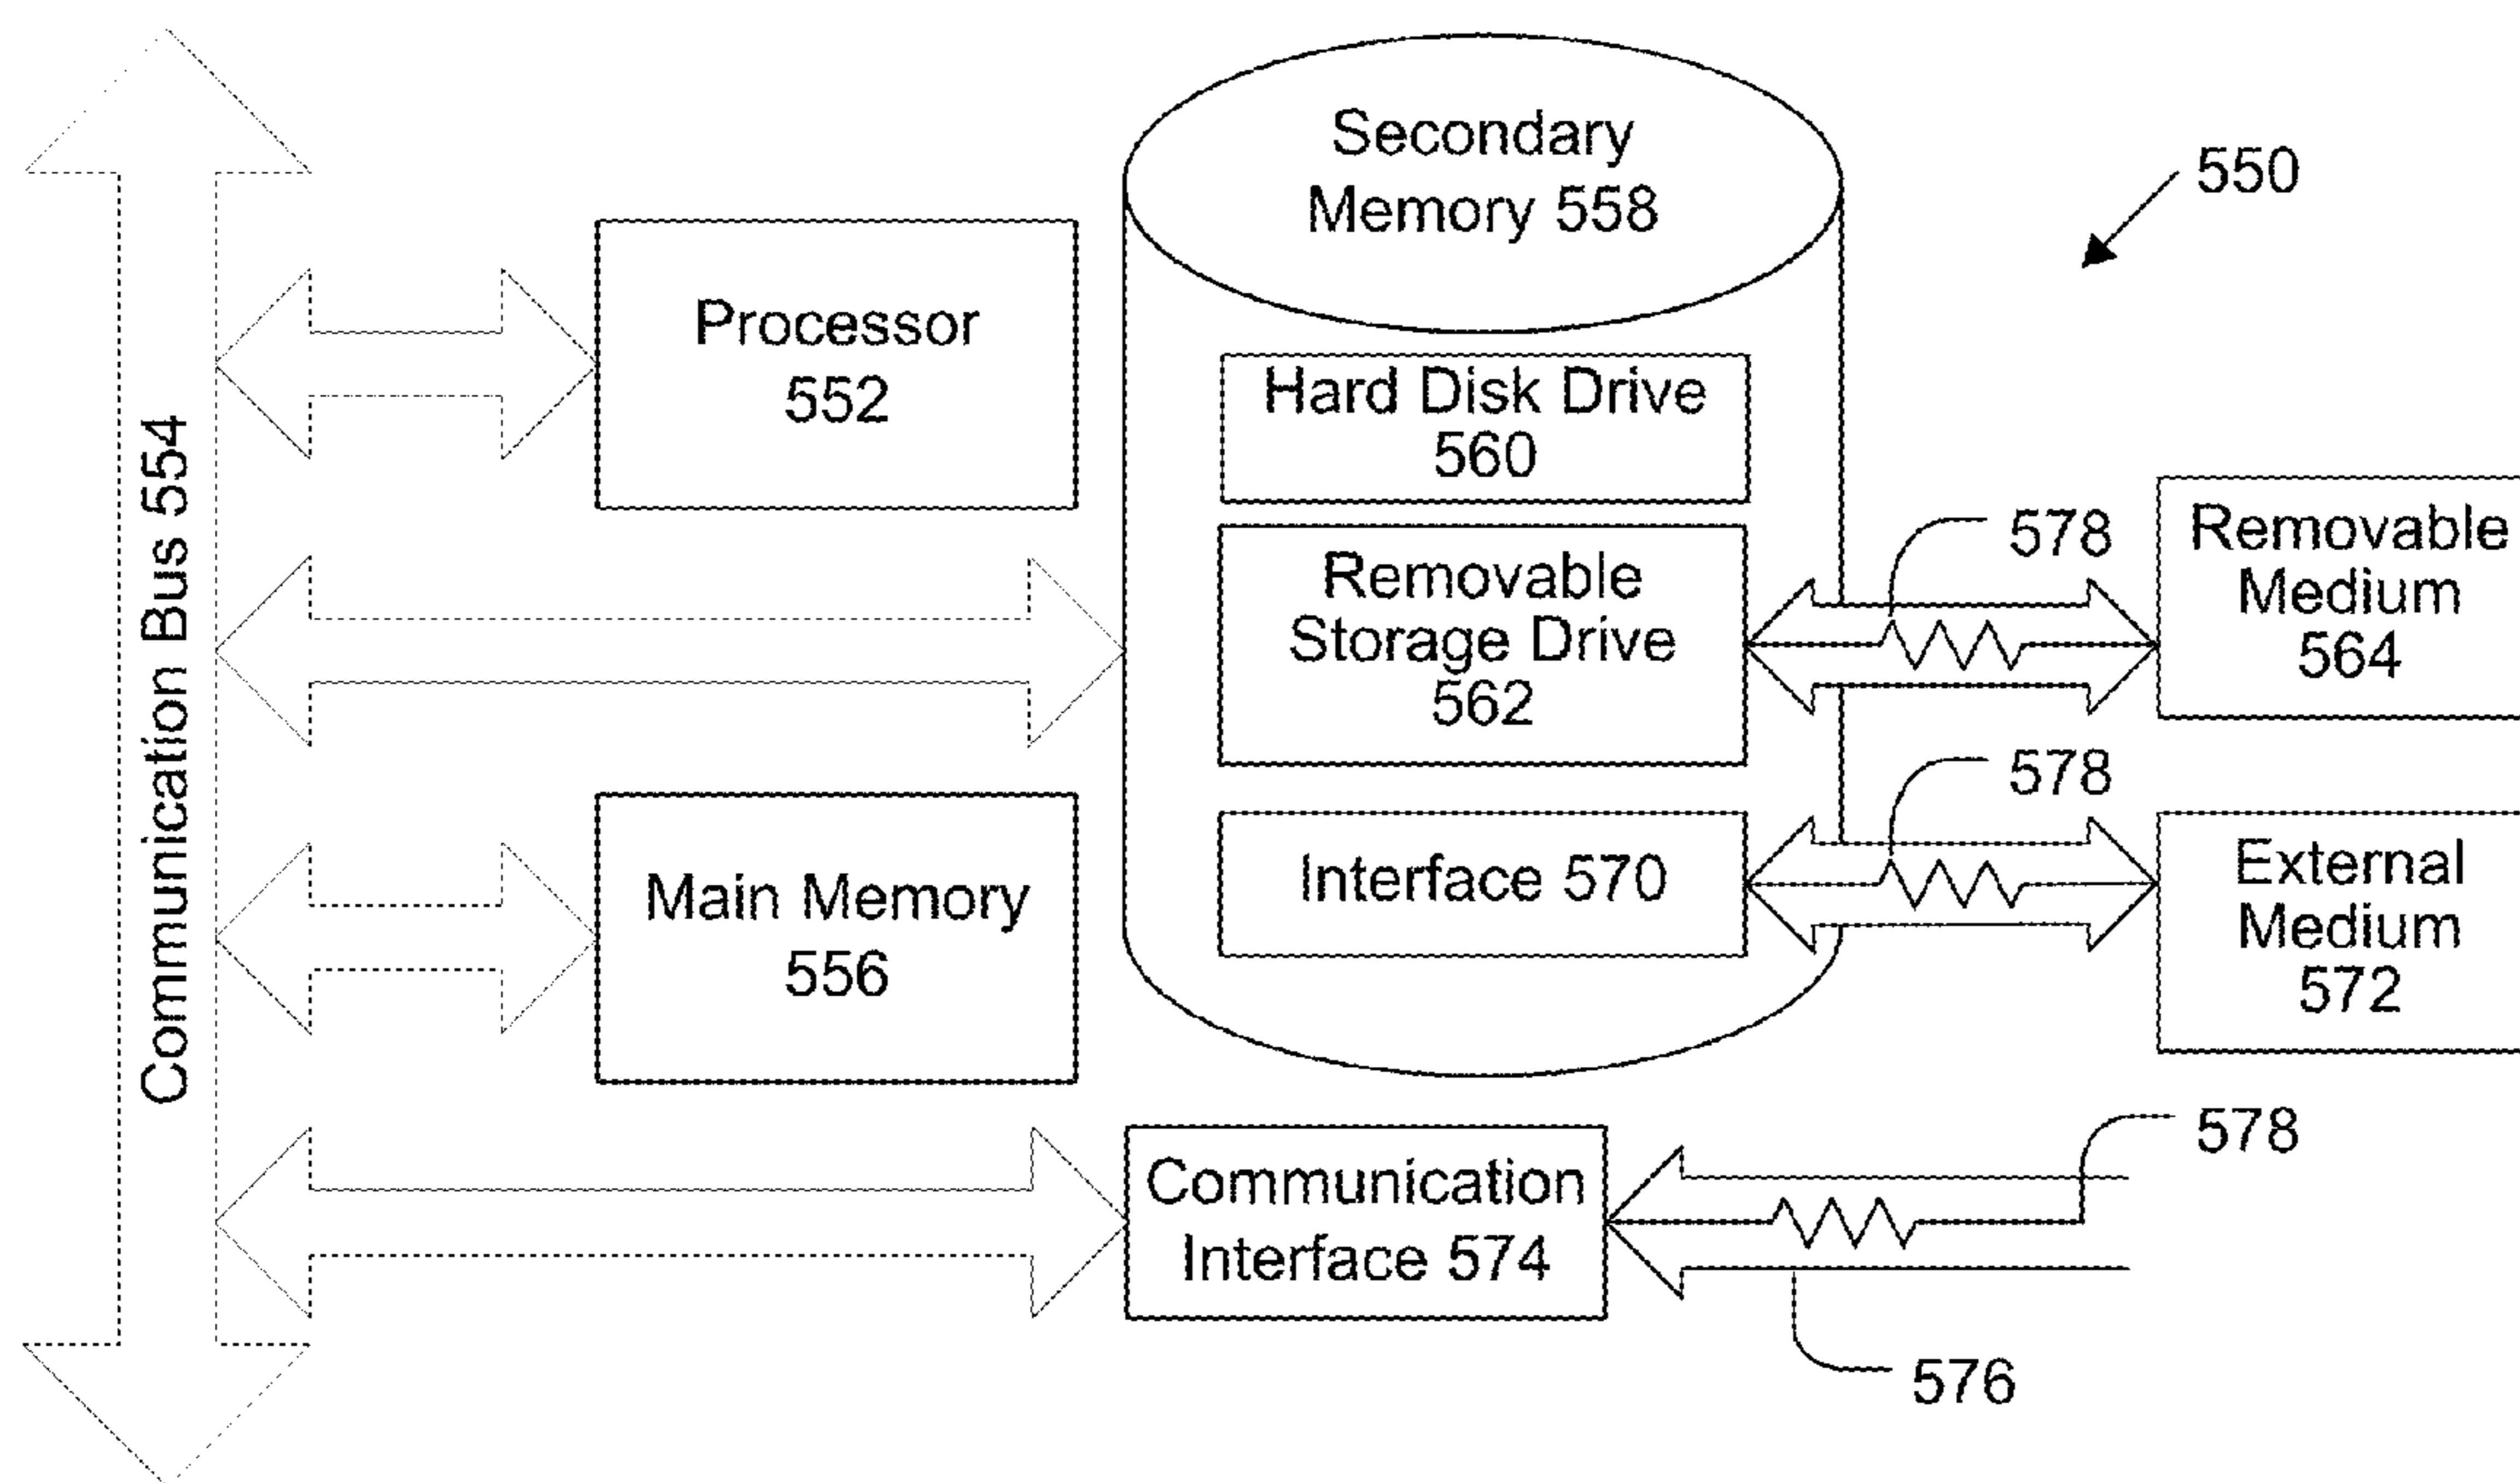 Secondary
Memory 558
550
Processor
552
Hard Disk Drive
560
Communication Bus 554
Removable
Storage Drive
562
578
Removable
Medium
564
578
Main Memory
556
Interface 570
External
Medium
572
Communication
Interface 574
578
576